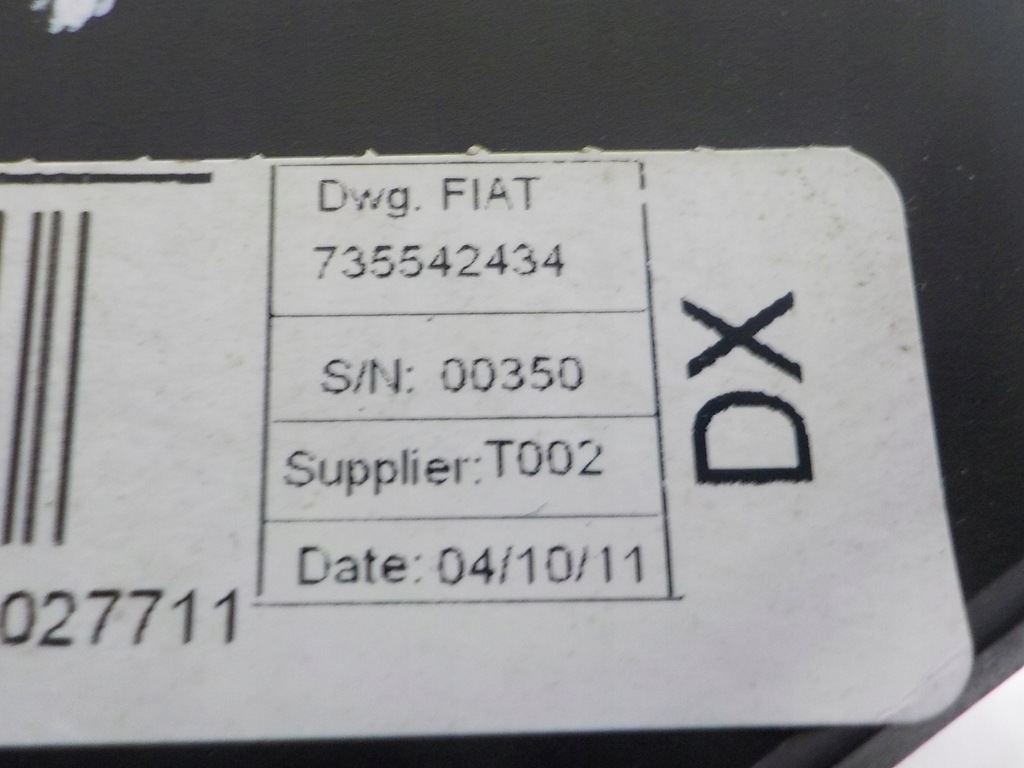 Dwg. FIAT
735542434
S/N: 00350
Supplier: T002
Date: 04/10/11
DX
027711